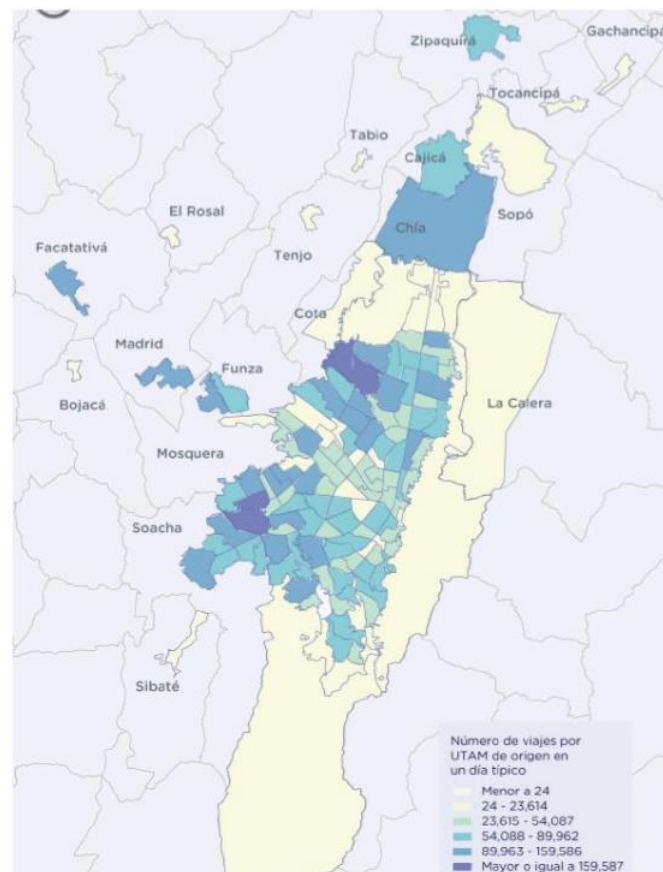 Zipaquirá
Gachancipá
Tocancipá
Tabio
Cajicá
El Rosal
Chía
Sopó
Facatativá
Tenjo
Cota
Madrid
Funza
Bojacá
La Calera
Mosquera
Soacha
Sibaté
Número de viajes por
UTAM de origen en
un día típico
Menor a 24
24 - 23,614
23,615 - 54,087
54,088 - 89,962
89,963 - 159,586
Mayor o igual a 159,587